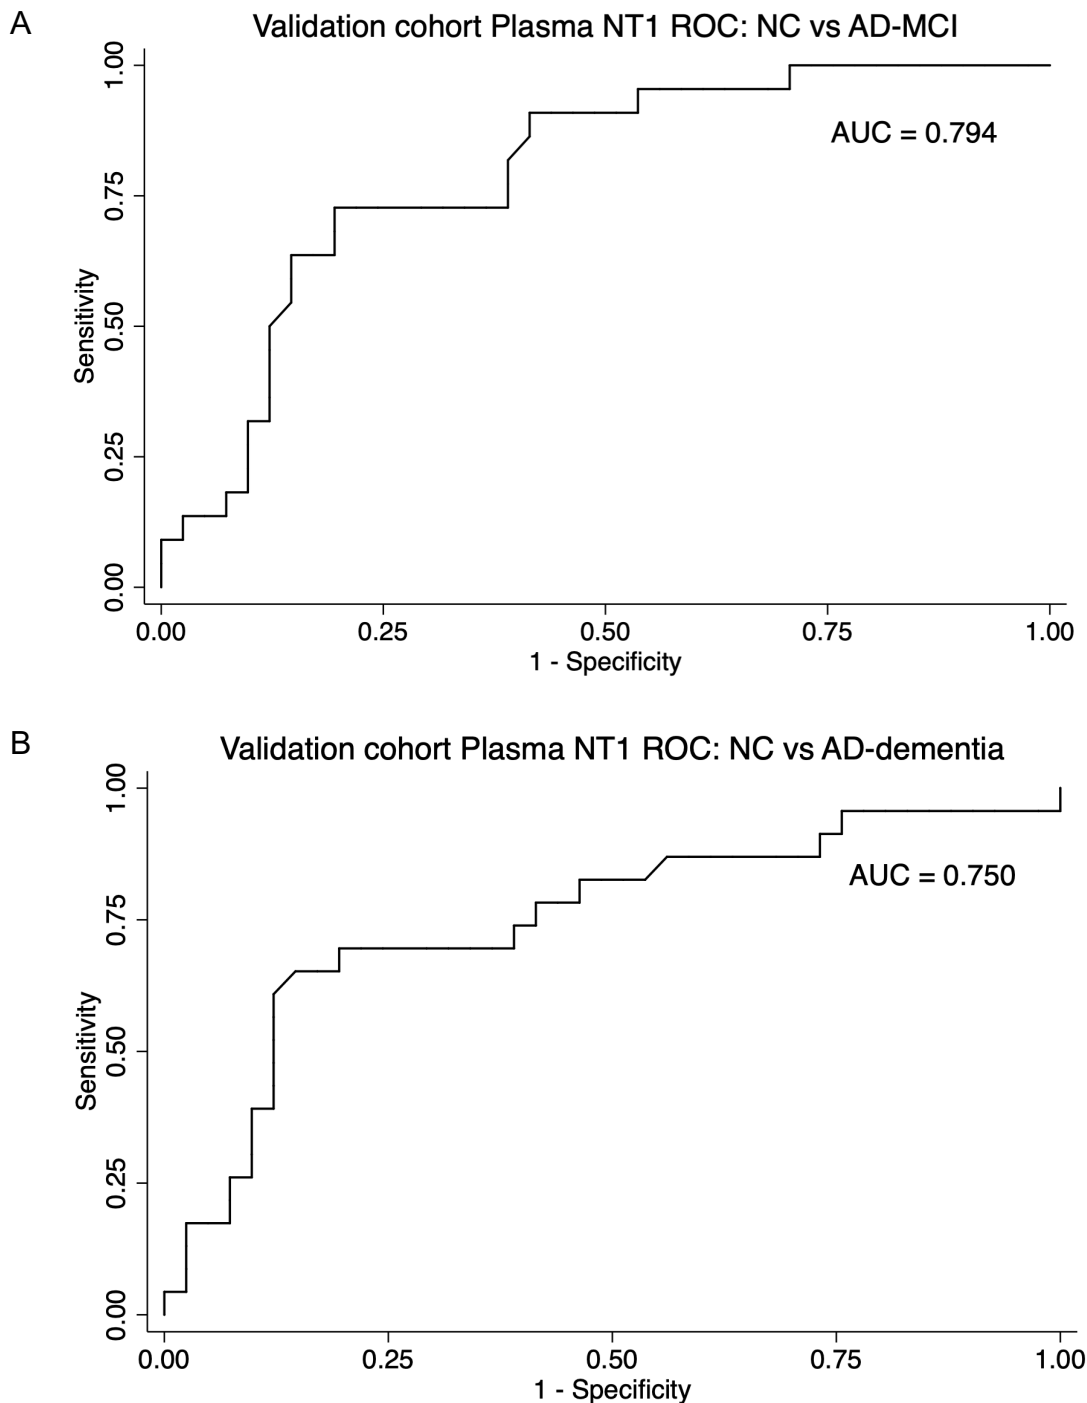 A
Validation cohort Plasma NT1 ROC: NC vs AD-MCI
1.00
0.75
0.50
0.25
0.00
Sensitivity
AUC = 0.794
0.00 0.25 0.50 0.75 1.00
1 - Specificity
B
Validation cohort Plasma NT1 ROC: NC vs AD-dementia
1.00
0.75
0.50
0.25
0.00
Sensitivity
AUC = 0.750
0.00 0.25 0.50 0.75 1.00
1 - Specificity